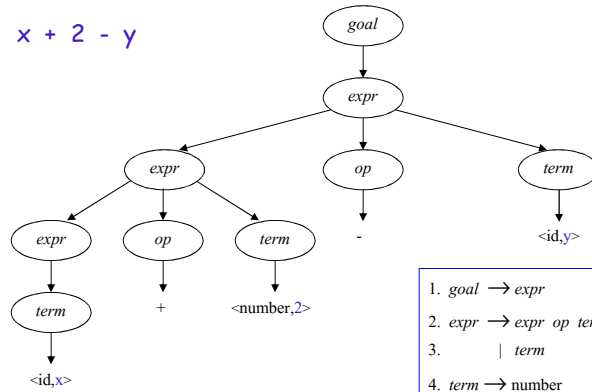 x + 2 - y
goal
expr
expr op term
expr op term - <id,y>
term + <number,2>
<id,x>
1. goal → expr
2. expr → expr op
3. | term
4. term → number